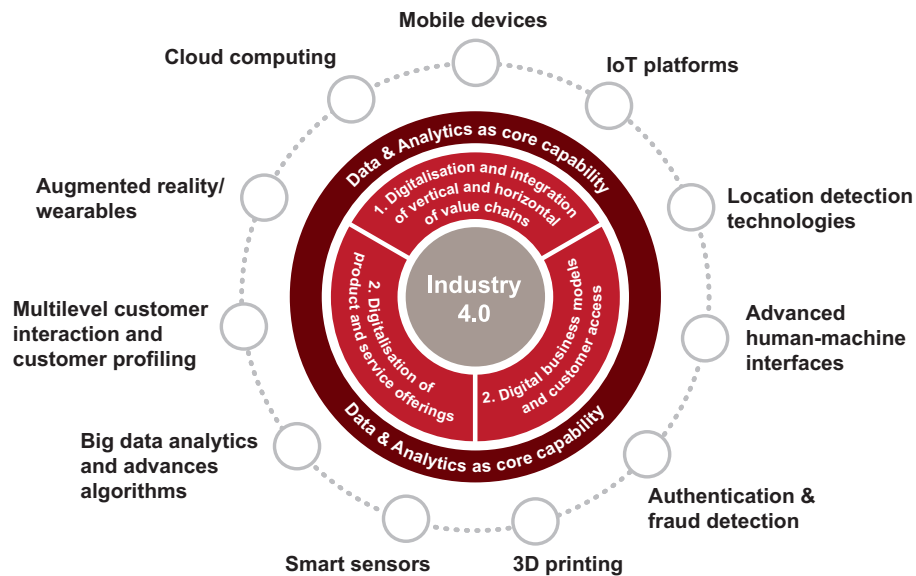 Mobile devices
Cloud computing
IoT platforms
Augmented reality/
wearables
Location detection
technologies
Multilevel customer
interaction and
customer profiling
Advanced
human-machine
interfaces
Big data analytics
and advances
algorithms
Authentication &
fraud detection
Smart sensors
3D printing
Data & Analytics as core capability
1. Digitalisation and integration
of vertical and horizontal
of value chains
Industry
4.0
2. Digitalisation of
product and service offerings
2. Digital business models
and customer access
Data & Analytics as core capability